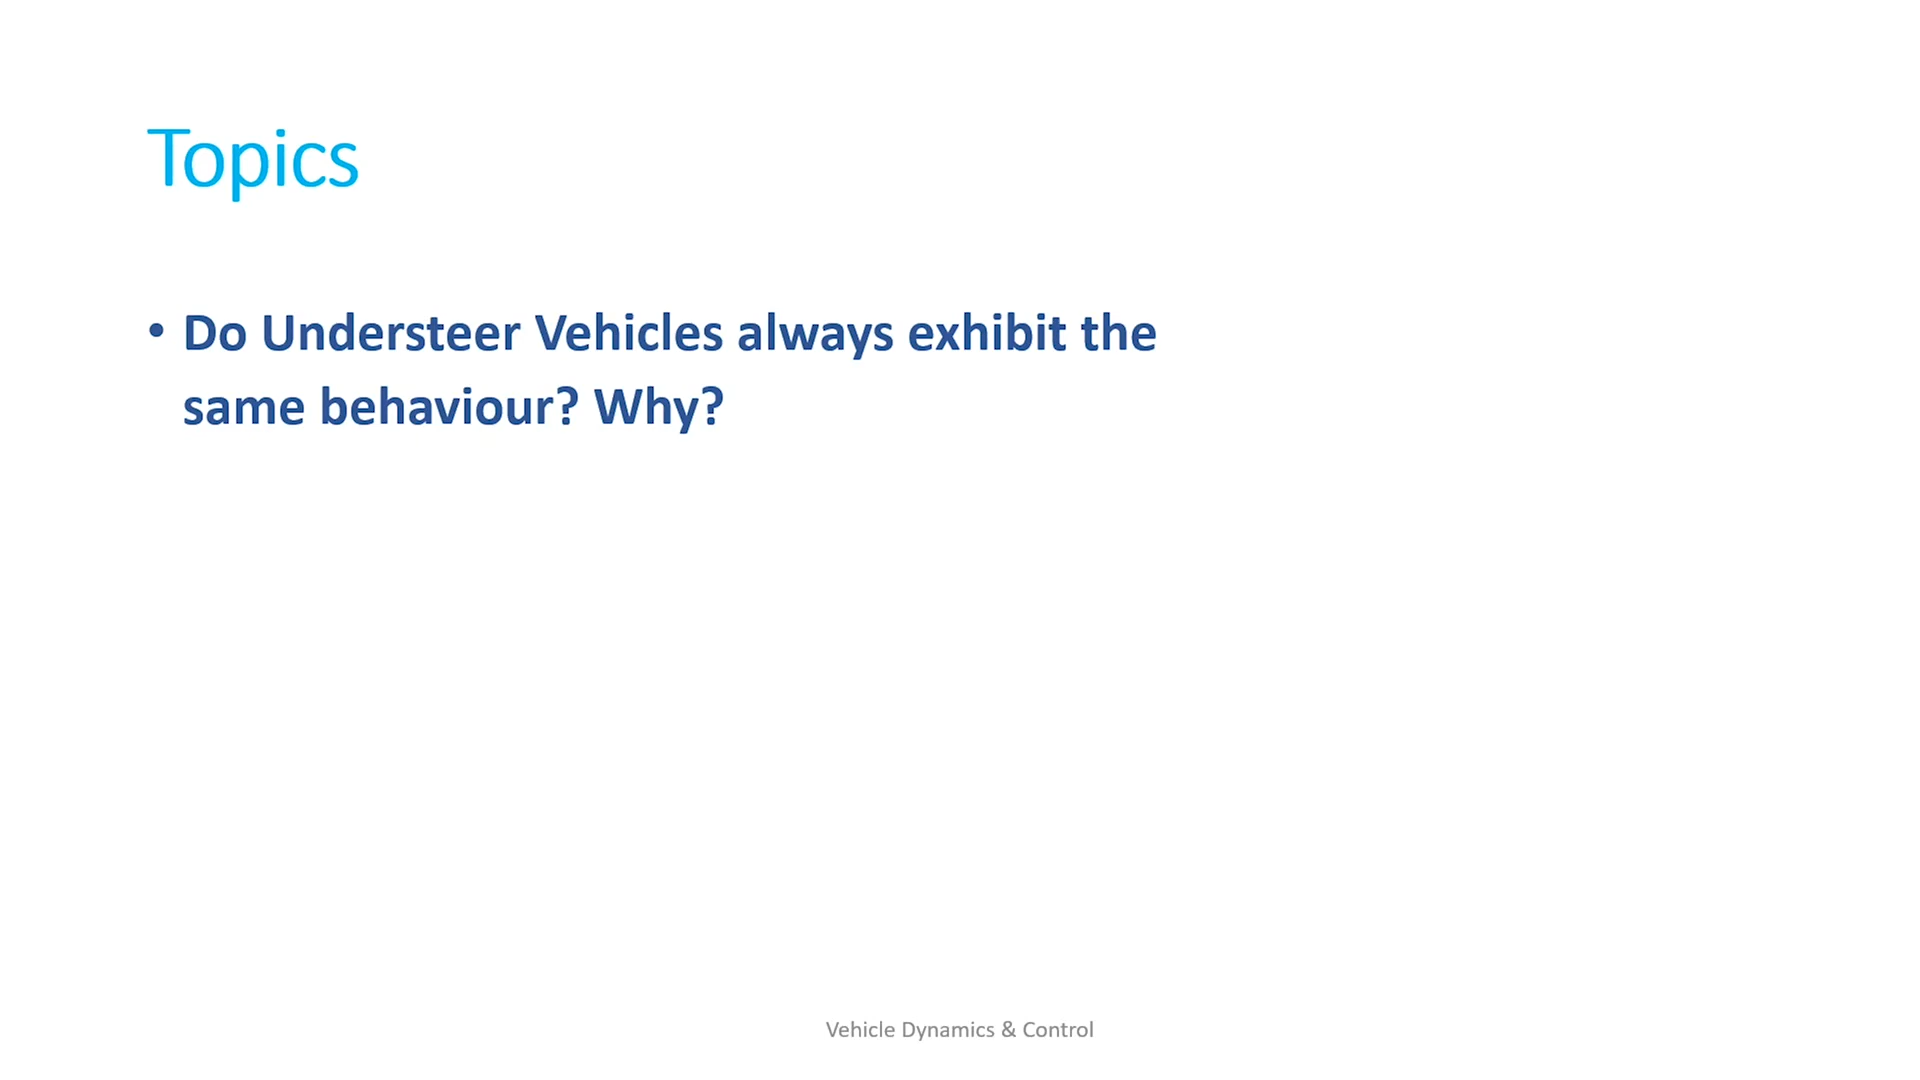 Topics
• Do Understeer Vehicles always exhibit the
same behaviour? Why?
Vehicle Dynamics & Control